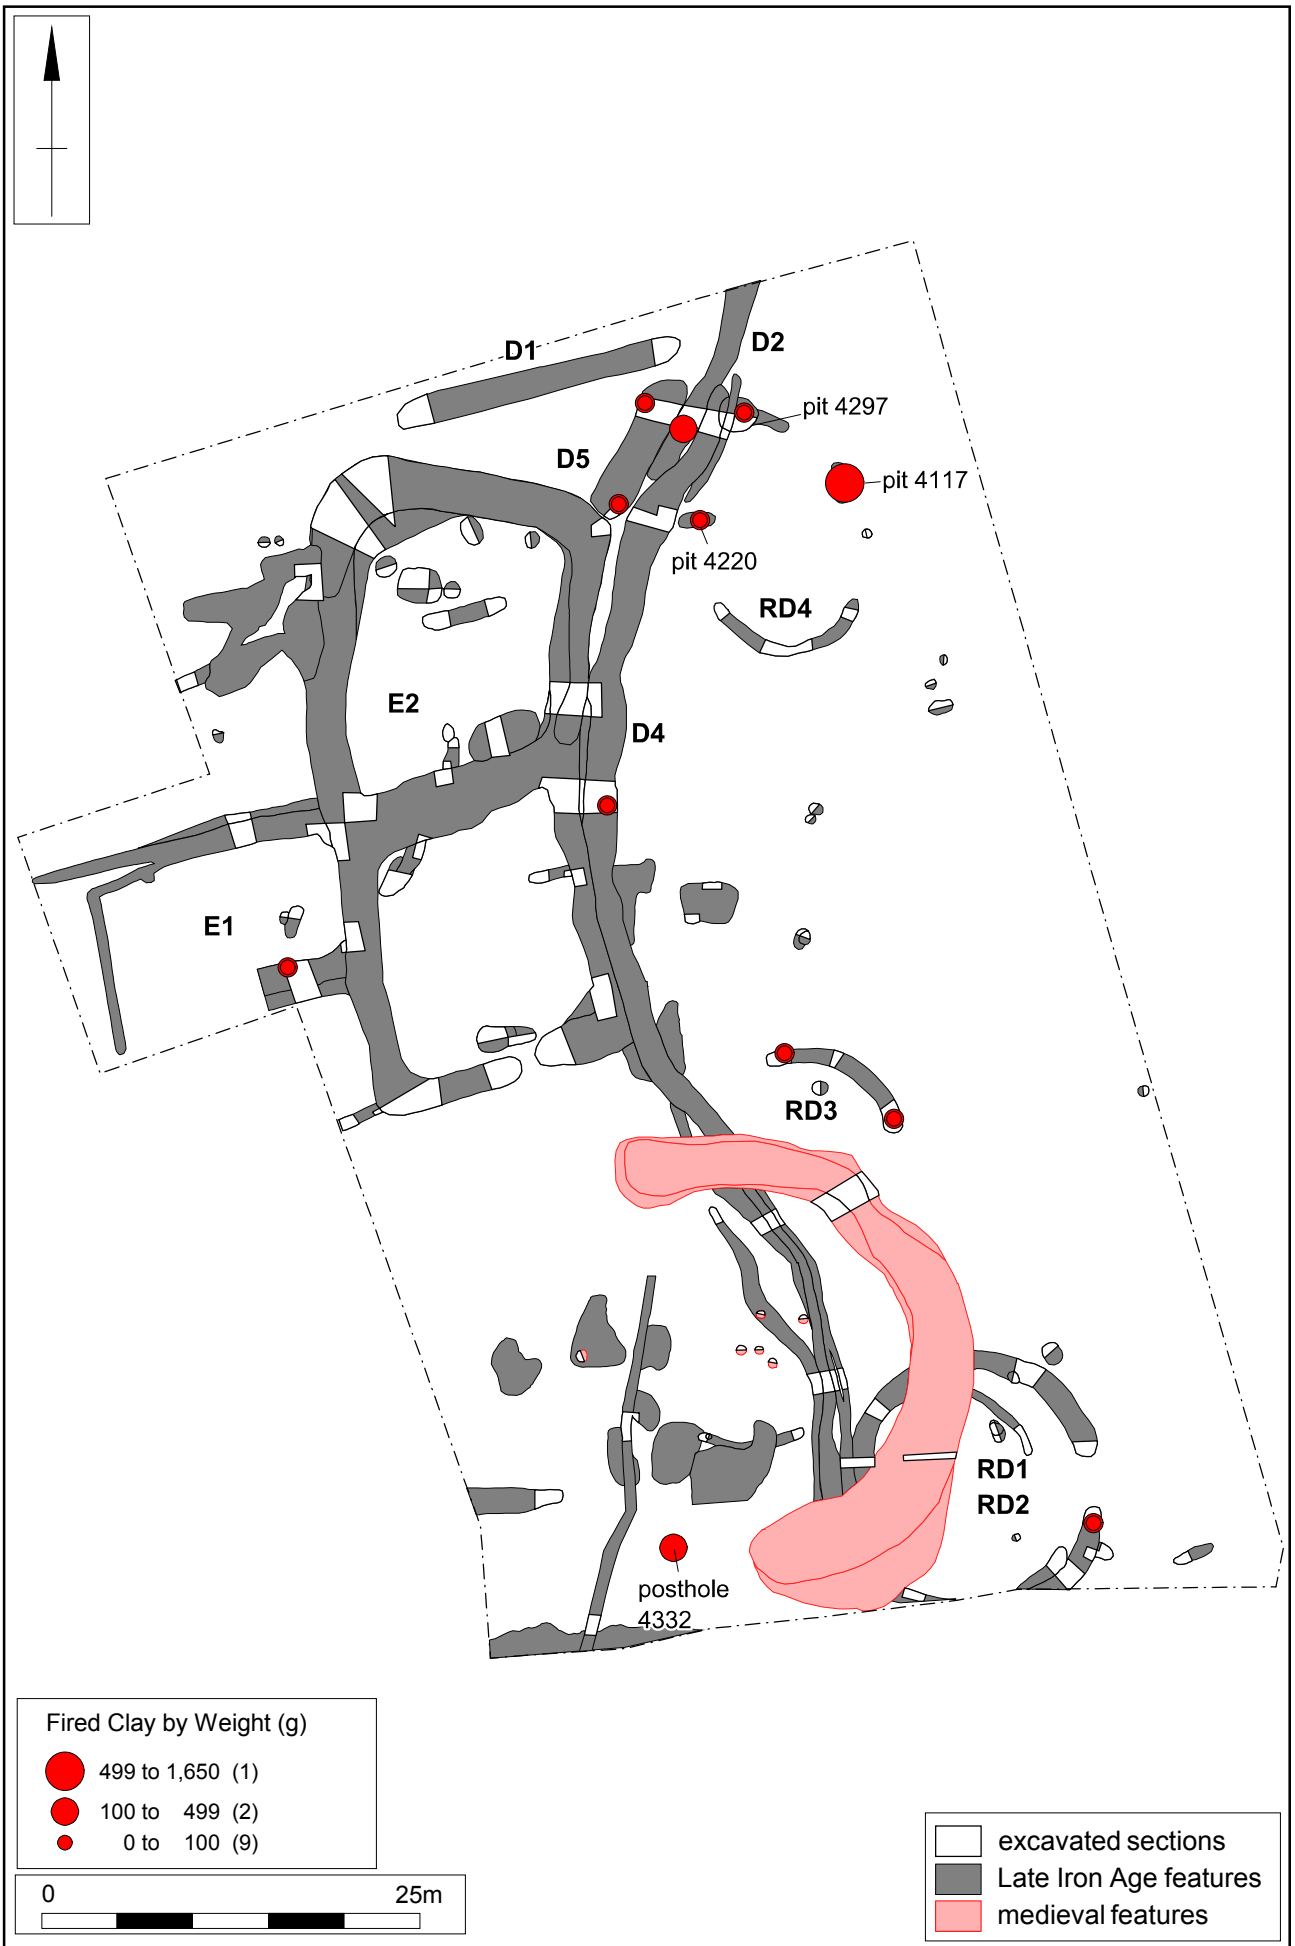 D1
D2
pit 4297
D5
pit 4117
pit 4220
RD4
E2
D4
E1
RD3
RD1
RD2
posthole
4332
Fired Clay by Weight (g)
499 to 1,650 (1)
100 to 499 (2)
0 to 100 (9)
0 25m
excavated sections
Late Iron Age features
medieval features